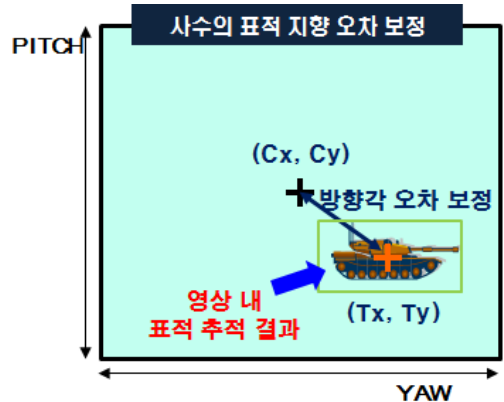 사수의 표적 지향 오차 보정
PITCH
(Cx, Cy)
방향각 오차 보정
영상 내
표적 추적 결과
(Tx, Ty)
YAW